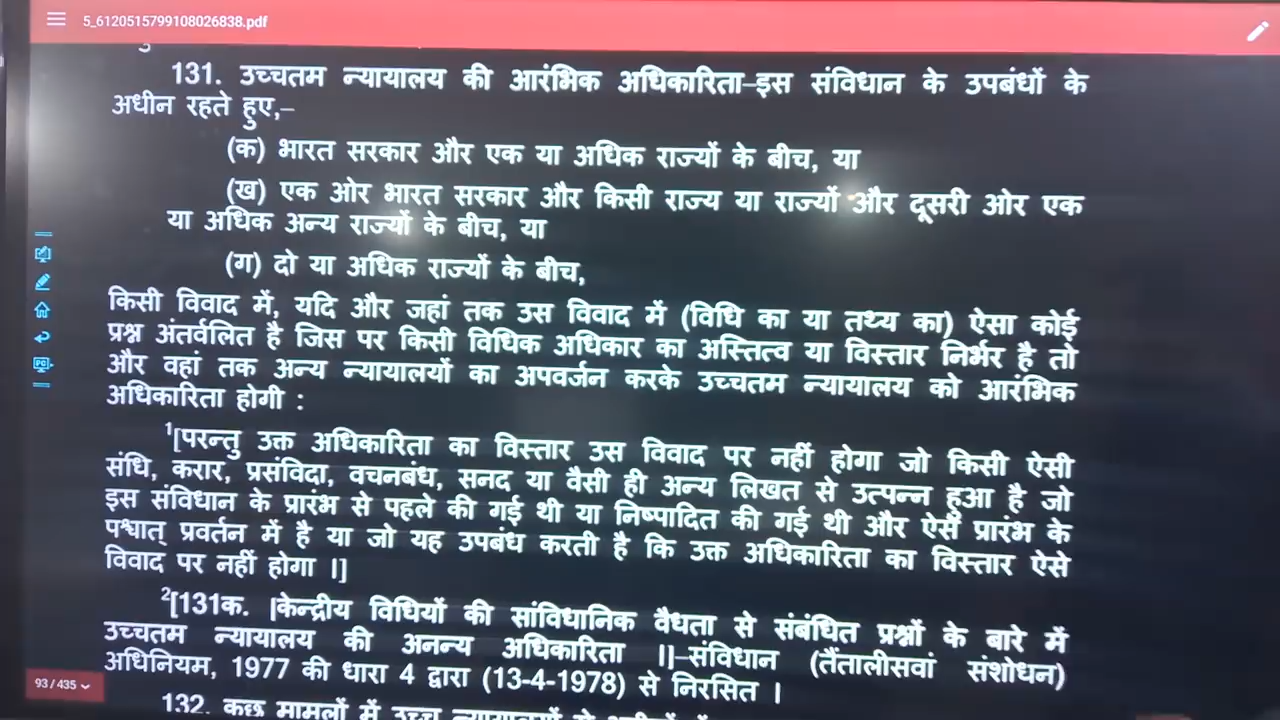 5_6120515799108026838.pdf
131. उच्चतम न्यायालय की आरंभिक अधिकारिता–इस संविधान के उपबंधों के
अधीन रहते हुए,–
(क) भारत सरकार और एक या अधिक राज्यों के बीच, या
(ख) एक ओर भारत सरकार और किसी राज्य या राज्यों और दूसरी ओर एक
या अधिक अन्य राज्यों के बीच, या
(ग) दो या अधिक राज्यों के बीच,
किसी विवाद में, यदि और जहां तक उस विवाद में (विधि का या तथ्य का) ऐसा कोई
प्रश्न अंतर्वलित है जिस पर किसी विधिक अधिकार का अस्तित्व या विस्तार निर्भर है तो
और वहां तक अन्य न्यायालयों का अपवर्जन करके उच्चतम न्यायालय को आरंभिक
अधिकारिता होगी :
1[परन्तु उक्त अधिकारिता का विस्तार उस विवाद पर नहीं होगा जो किसी ऐसी
संधि, करार, प्रसंविदा, वचनबंध, सनद या वैसी ही अन्य लिखत से उत्पन्न हुआ है जो
इस संविधान के प्रारंभ से पहले की गई थी या निष्पादित की गई थी और ऐसे प्रारंभ के
पश्चात् प्रवर्तन में है या जो यह उपबंध करती है कि उक्त अधिकारिता का विस्तार ऐसे
विवाद पर नहीं होगा ।]
2[131क. [केन्द्रीय विधियों की सांविधानिक वैधता से संबंधित प्रश्नों के बारे में
उच्चतम न्यायालय की अनन्य अधिकारिता ।]–संविधान (तैंतालीसवां संशोधन)
अधिनियम, 1977 की धारा 4 द्वारा (13-4-1978) से निरसित ।
93 / 435
132. कुछ मामलों में उच्च न्यायालयों से